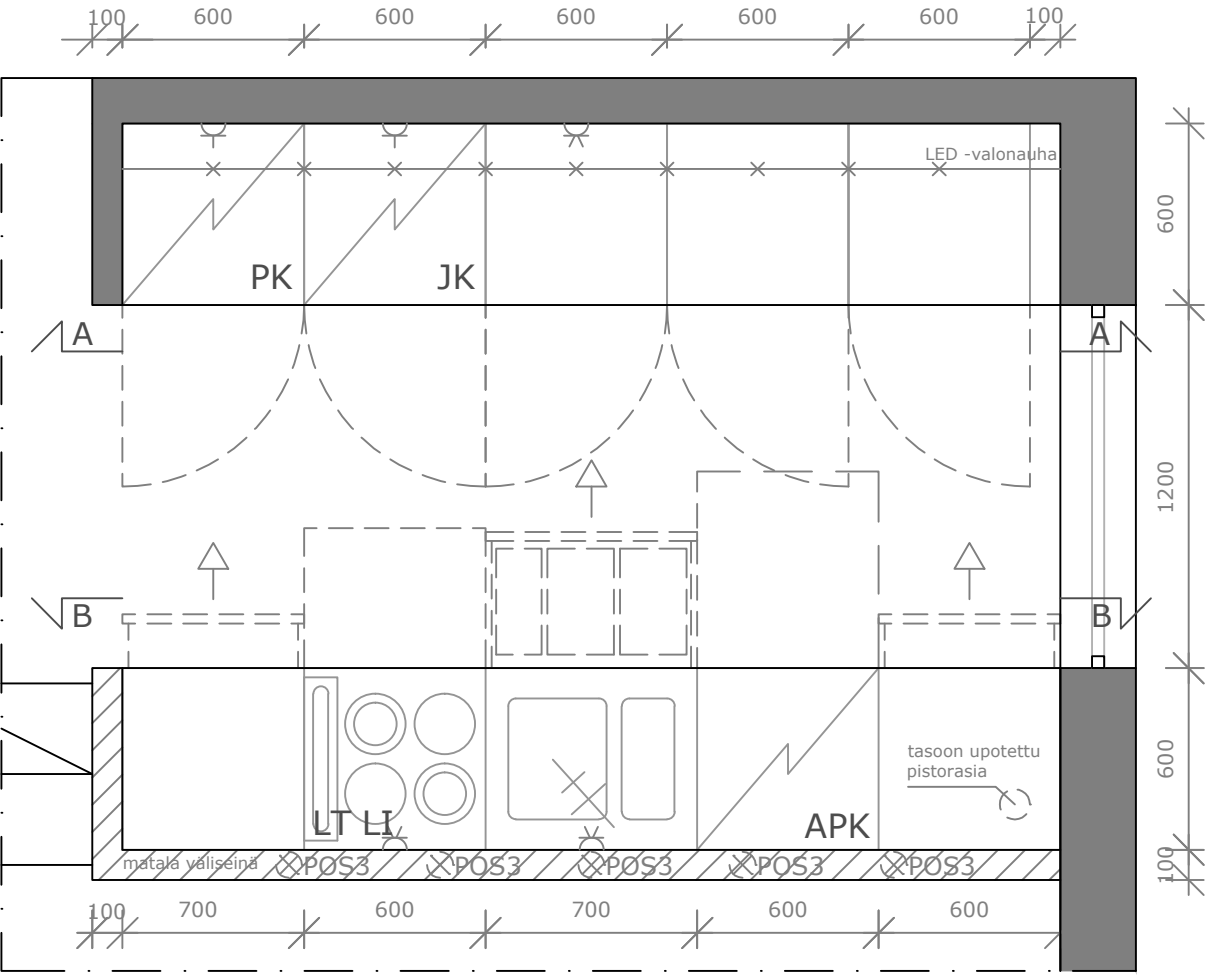 100 600 600 600 600 600 100
LED -valonauha
600
PK JK
A A
1200
B B
tasoon upotettu
pistorasia
600
LT LI APK
matala väliseinä POS3 POS3 POS3 POS3 POS3
100
100 700 600 700 600 600